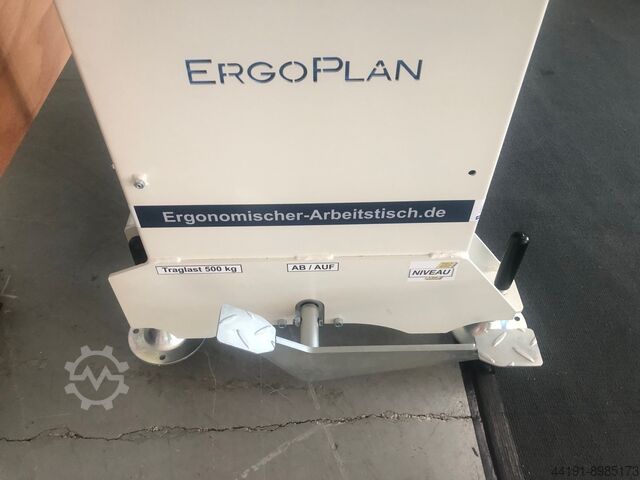 ERGOPLAN
Ergonomischer-Arbeitstisch.de
Traglast 500 kg
AB / AUF
NIVEAU
44191-8985173